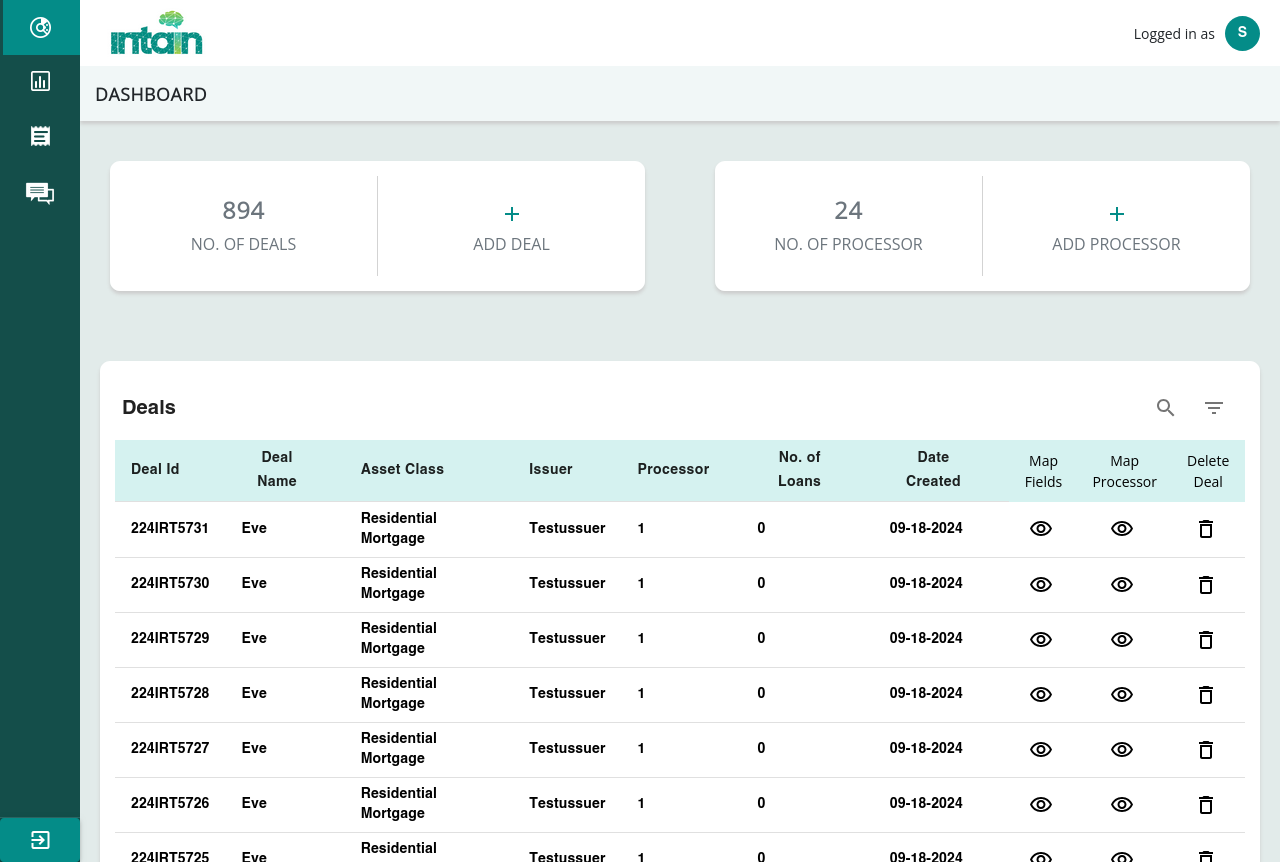 intain
Logged in as S
DASHBOARD
894
NO. OF DEALS
ADD DEAL
24
NO. OF PROCESSOR
ADD PROCESSOR
Deals
Deal Id Deal Name Asset Class Issuer Processor No. of Loans Date Created Map Fields Map Processor Delete Deal
224IRT5731 Eve Residential Mortgage Testussuer 1 0 09-18-2024
224IRT5730 Eve Residential Mortgage Testussuer 1 0 09-18-2024
224IRT5729 Eve Residential Mortgage Testussuer 1 0 09-18-2024
224IRT5728 Eve Residential Mortgage Testussuer 1 0 09-18-2024
224IRT5727 Eve Residential Mortgage Testussuer 1 0 09-18-2024
224IRT5726 Eve Residential Mortgage Testussuer 1 0 09-18-2024
224IRT5725 Eve Residential 1 0 09-18-2024 Testussuer